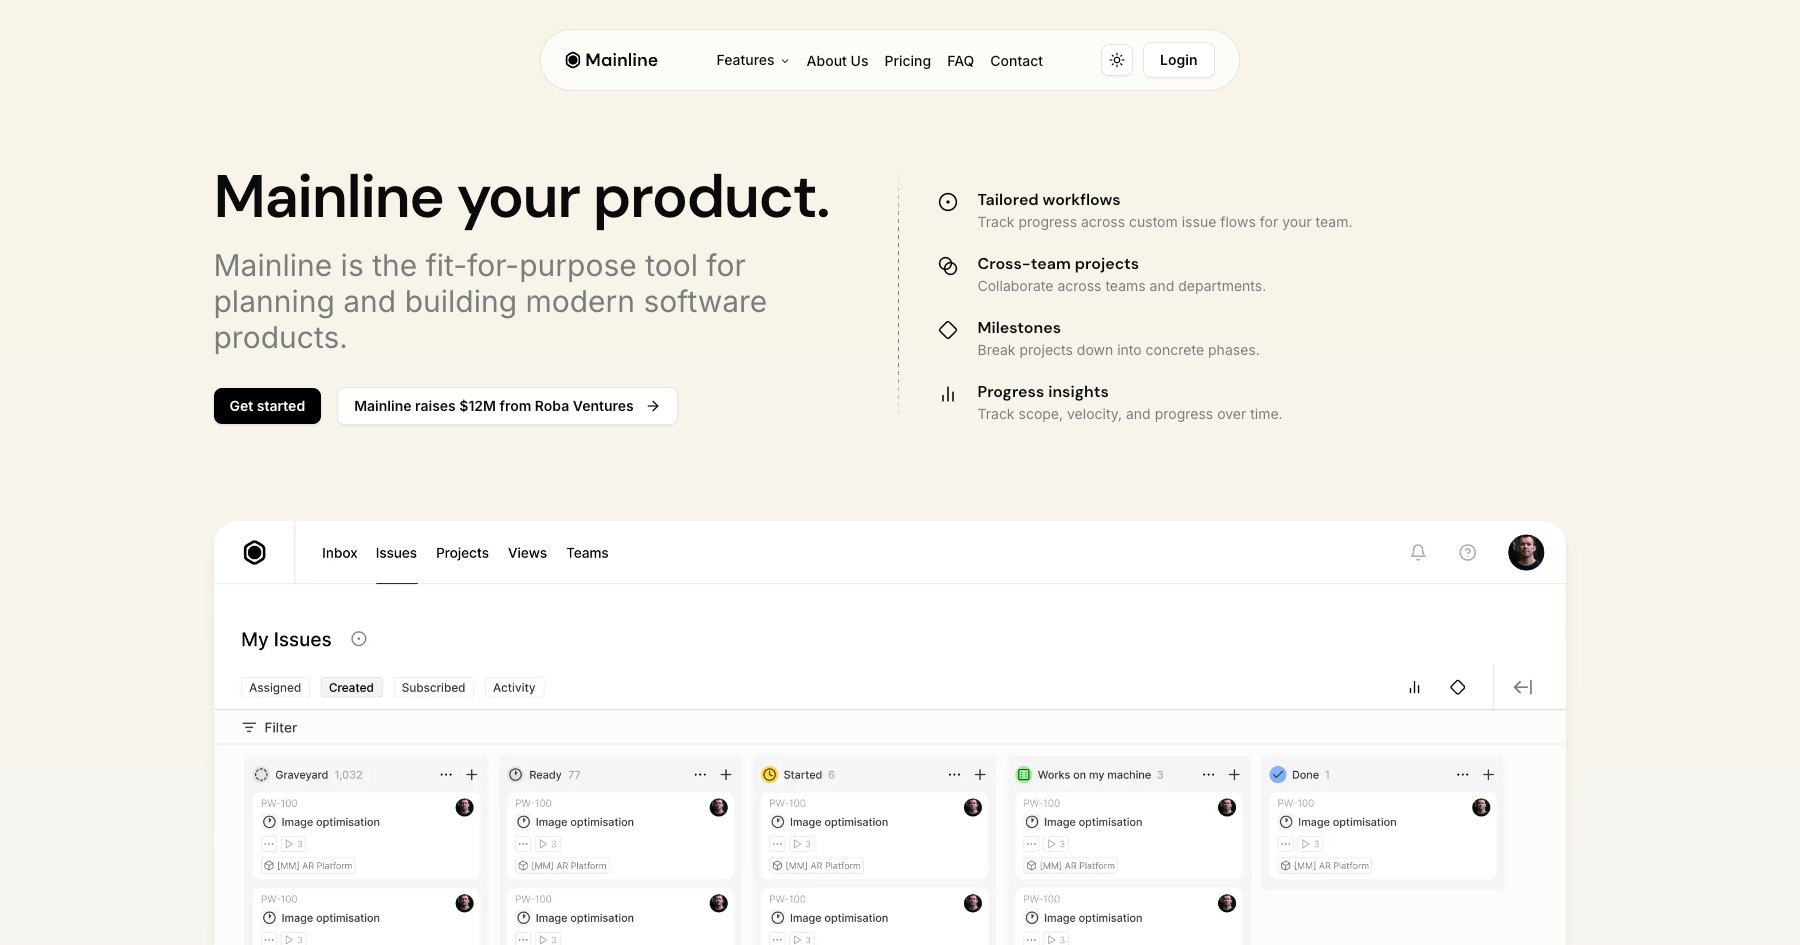 Mainline
Features
About Us
Pricing
FAQ
Contact
Login
Mainline your product.
Mainline is the fit-for-purpose tool for
planning and building modern software
products.
Get started
Mainline raises $12M from Roba Ventures
Tailored workflows
Track progress across custom issue flows for your team.
Cross-team projects
Collaborate across teams and departments.
Milestones
Break projects down into concrete phases.
Progress insights
Track scope, velocity, and progress over time.
Inbox
Issues
Projects
Views
Teams
My Issues
Assigned
Created
Subscribed
Activity
Filter
Graveyard 1,032
PW-100
Image optimisation
3
[MM] AR Platform
PW-100
Image optimisation
3
Ready 77
PW-100
Image optimisation
3
[MM] AR Platform
PW-100
Image optimisation
3
Started 6
PW-100
Image optimisation
3
[MM] AR Platform
PW-100
Image optimisation
3
Works on my machine 3
PW-100
Image optimisation
3
[MM] AR Platform
PW-100
Image optimisation
3
Done 1
PW-100
Image optimisation
3
[MM] AR Platform